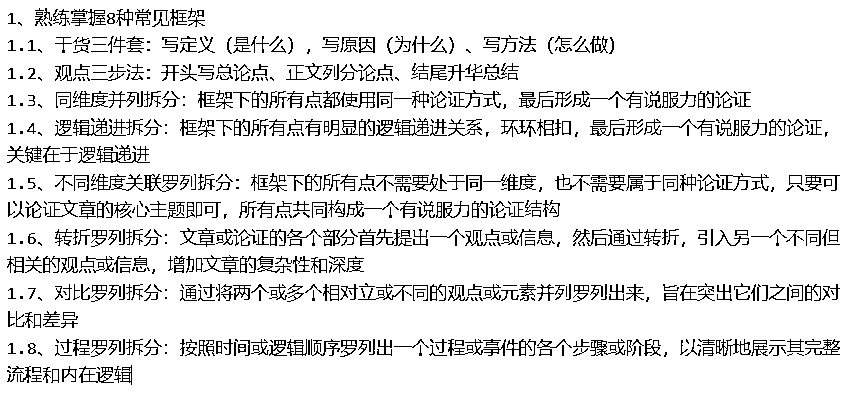 1、熟练掌握8种常见框架
1.1、干货三件套：写定义（是什么），写原因（为什么）、写方法（怎么做）
1.2、观点三步法：开头写总论点、正文列分论点、结尾升华总结
1.3、同维度并列拆分：框架下的所有点都使用同一种论证方式，最后形成一个有说服力的论证
1.4、逻辑递进拆分：框架下的所有点有明显的逻辑递进关系，环环相扣，最后形成一个有说服力的论证，
关键在于逻辑递进
1.5、不同维度关联罗列拆分：框架下的所有点不需要处于同一维度，也不需要属于同种论证方式，只要可
以论证文章的核心主题即可，所有点共同构成一个有说服力的论证结构
1.6、转折罗列拆分：文章或论证的各个部分首先提出一个观点或信息，然后通过转折，引入另一个不同但
相关的观点或信息，增加文章的复杂性和深度
1.7、对比罗列拆分：通过将两个或多个相对立或不同的观点或元素并列罗列出来，旨在突出它们之间的对
比和差异
1.8、过程罗列拆分：按照时间或逻辑顺序罗列出一个过程或事件的各个步骤或阶段，以清晰地展示其完整
流程和内在逻辑